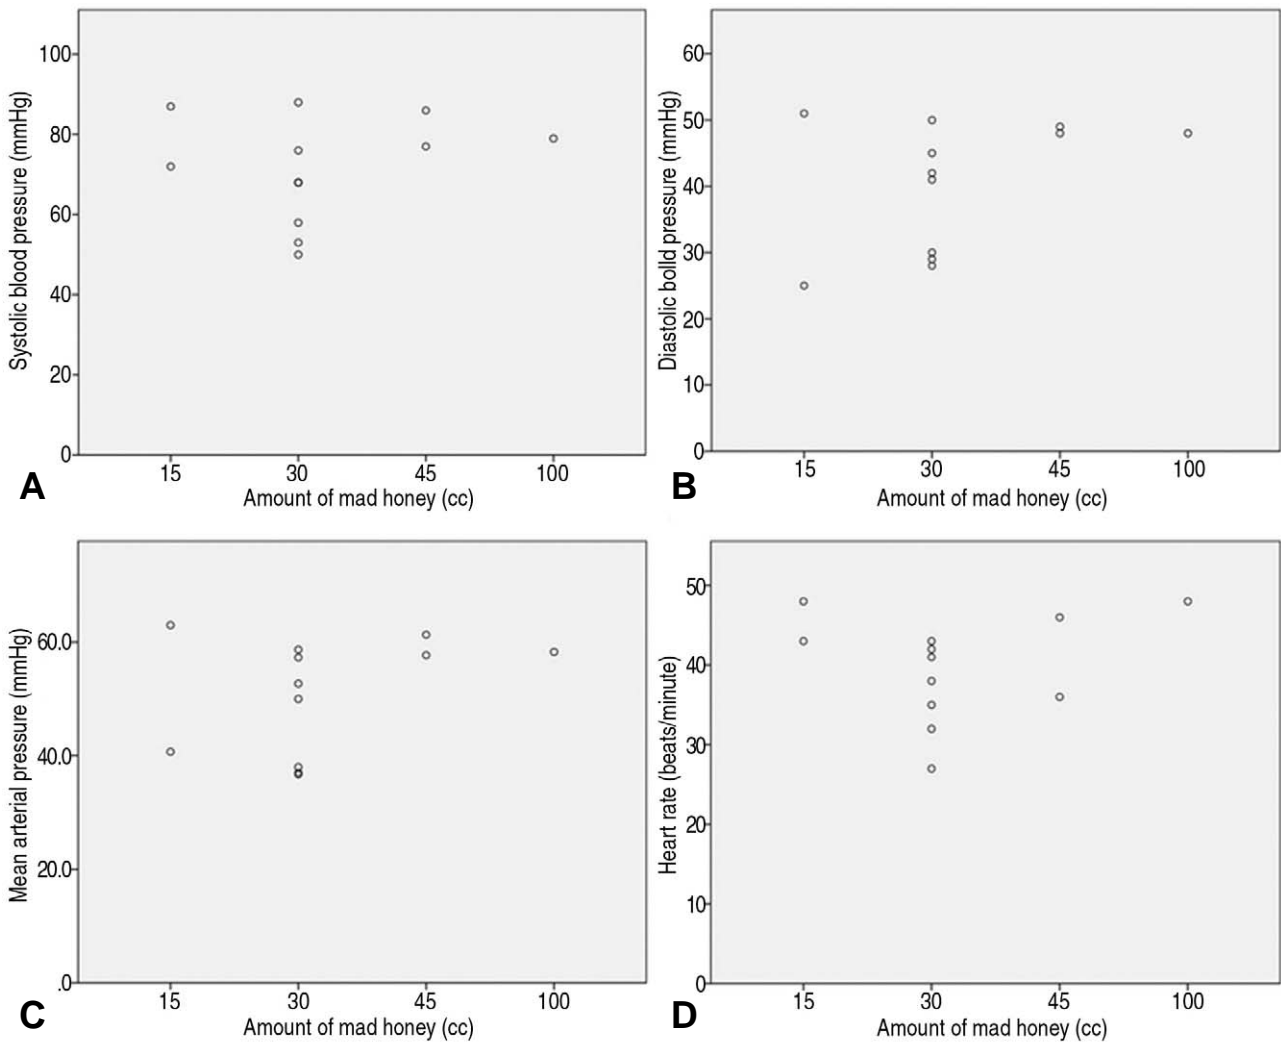 Systolic blood pressure (mmHg)
100
80
60
40
20
0
15 30 45 100
Amount of mad honey (cc)
A
Diastolic bolld pressure (mmHg)
60
50
40
30
20
10
0
15 30 45 100
Amount of mad honey (cc)
B
Mean arterial pressure (mmHg)
60.0
40.0
20.0
.0
15 30 45 100
Amount of mad honey (cc)
C
Heart rate (beats/minute)
50
40
30
20
10
0
15 30 45 100
Amount of mad honey (cc)
D